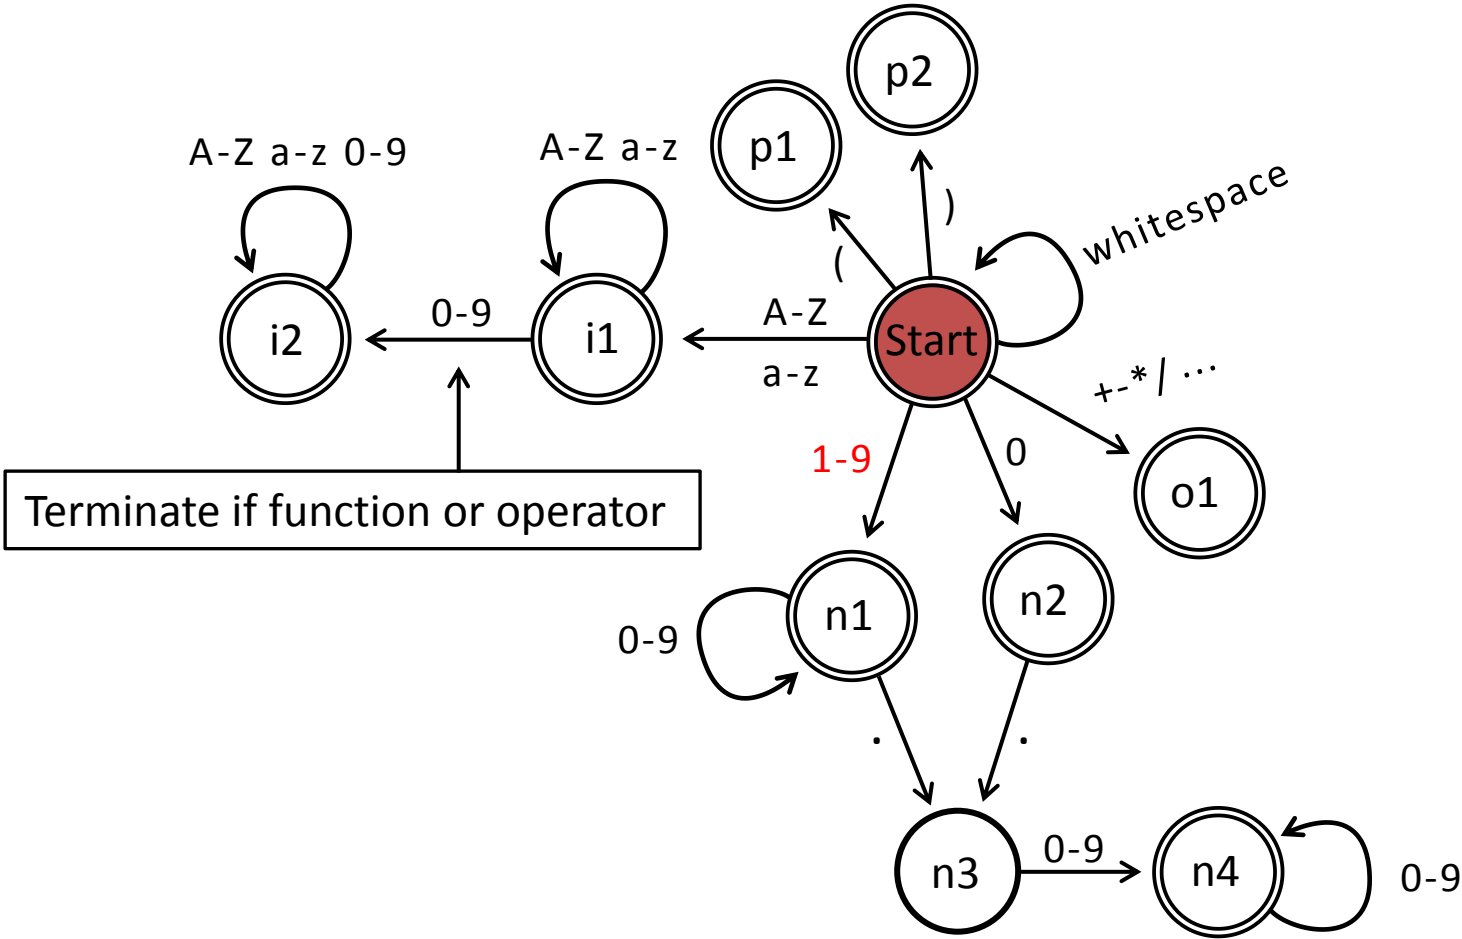 p2
p1
A-Z a-z 0-9
A-Z a-z
)
whitespace
(
i2
0-9
i1
A-Z
a-z
Start
+-*/ ...
1-9
0
Terminate if function or operator
o1
0-9
n1
n2
.
.
n3
0-9
n4
0-9